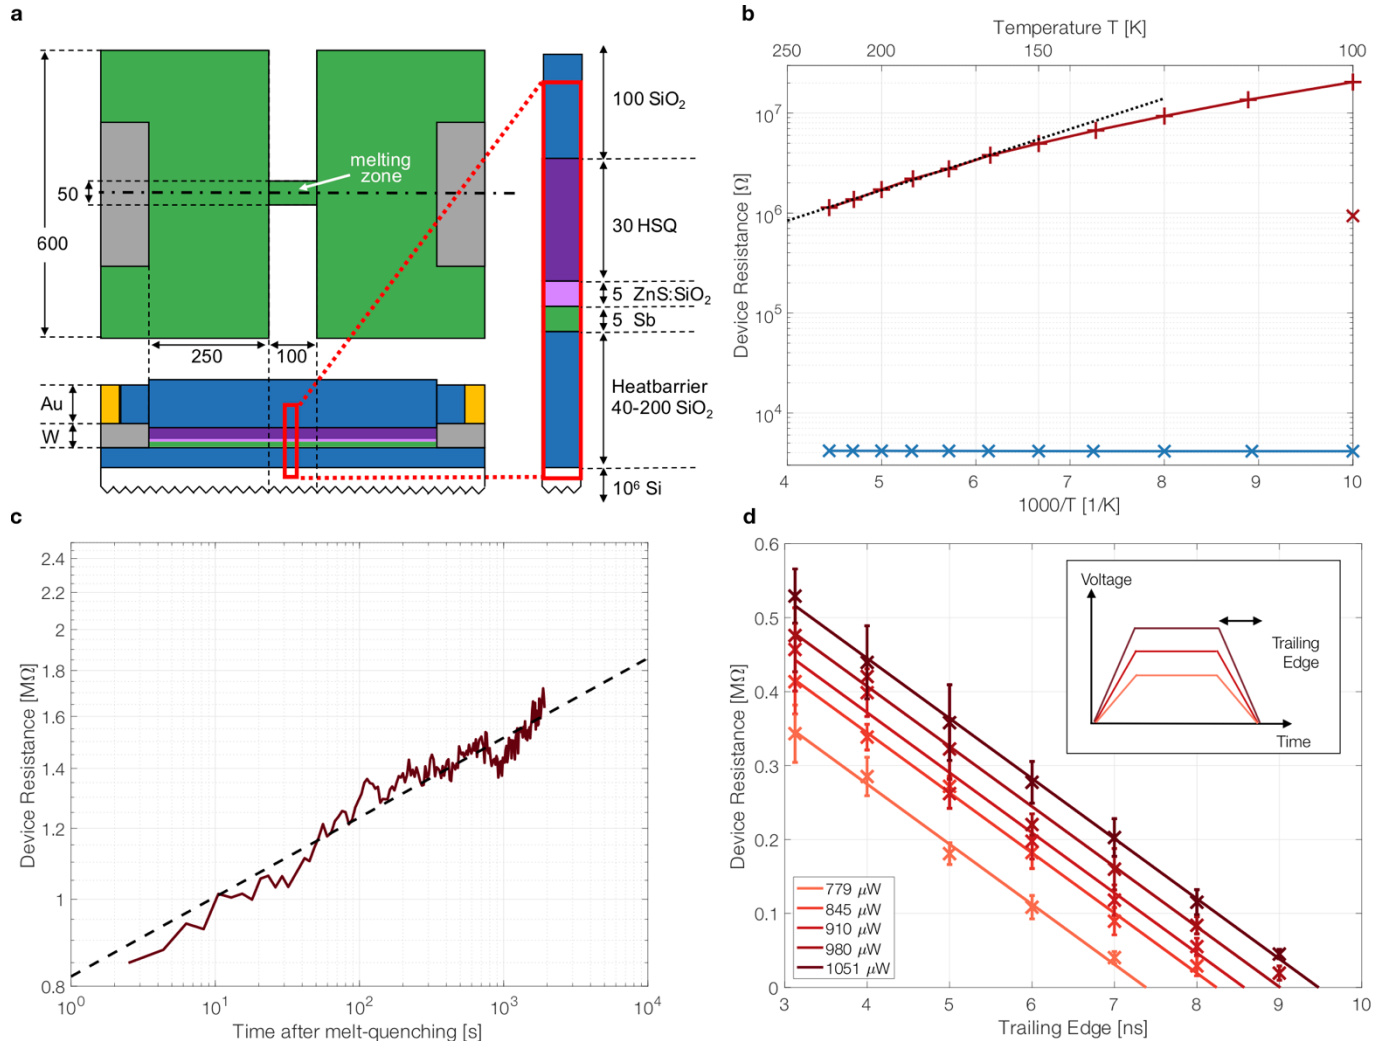 a
melting
zone
50
600
250
100
Au
W
100 SiO₂
30 HSQ
5 ZnS:SiO₂
5 Sb
Heatbarrier
40-200 SiO₂
10⁶ Si
b
Temperature T [K]
250 200 150 100
Device Resistance [Ω]
10⁷
10⁶
10⁵
10⁴
4 5 6 7 8 9 10
1000/T [1/K]
c
Device Resistance [MΩ]
2.4
2.2
2
1.8
1.6
1.4
1.2
1
0.8
10⁰ 10¹ 10² 10³ 10⁴
Time after melt-quenching [s]
d
Device Resistance [MΩ]
0.6
0.5
0.4
0.3
0.2
0.1
0
Voltage
Trailing
Edge
Time
779 μW
845 μW
910 μW
980 μW
1051 μW
3 4 5 6 7 8 9 10
Trailing Edge [ns]